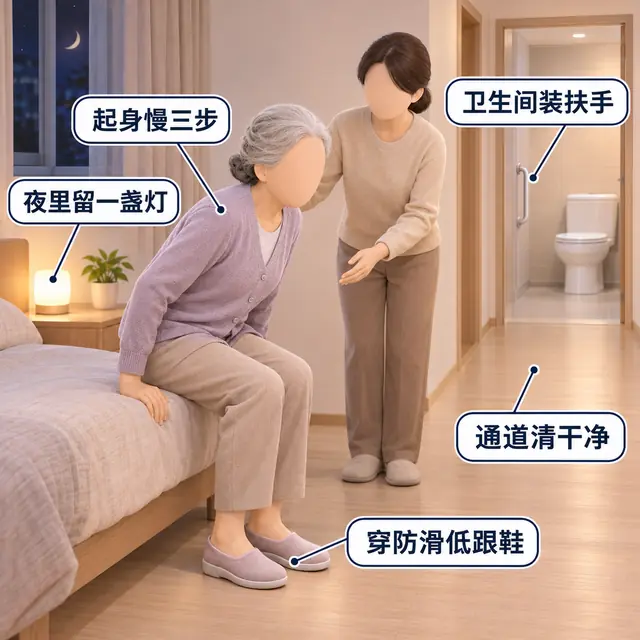 起身慢三步
卫生间装扶手
夜里留一盏灯
通道清干净
穿防滑低跟鞋